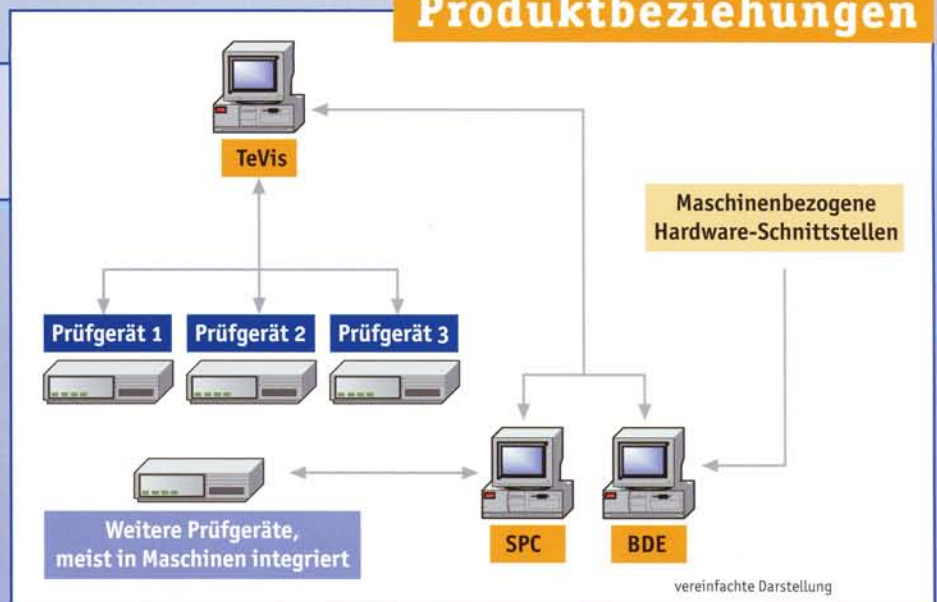 Produktbeziehungen
TeVis
Maschinenbezogene
Hardware-Schnittstellen
Prüfgerät 1
Prüfgerät 2
Prüfgerät 3
Weitere Prüfgeräte,
meist in Maschinen integriert
SPC
BDE
vereinfachte Darstellung